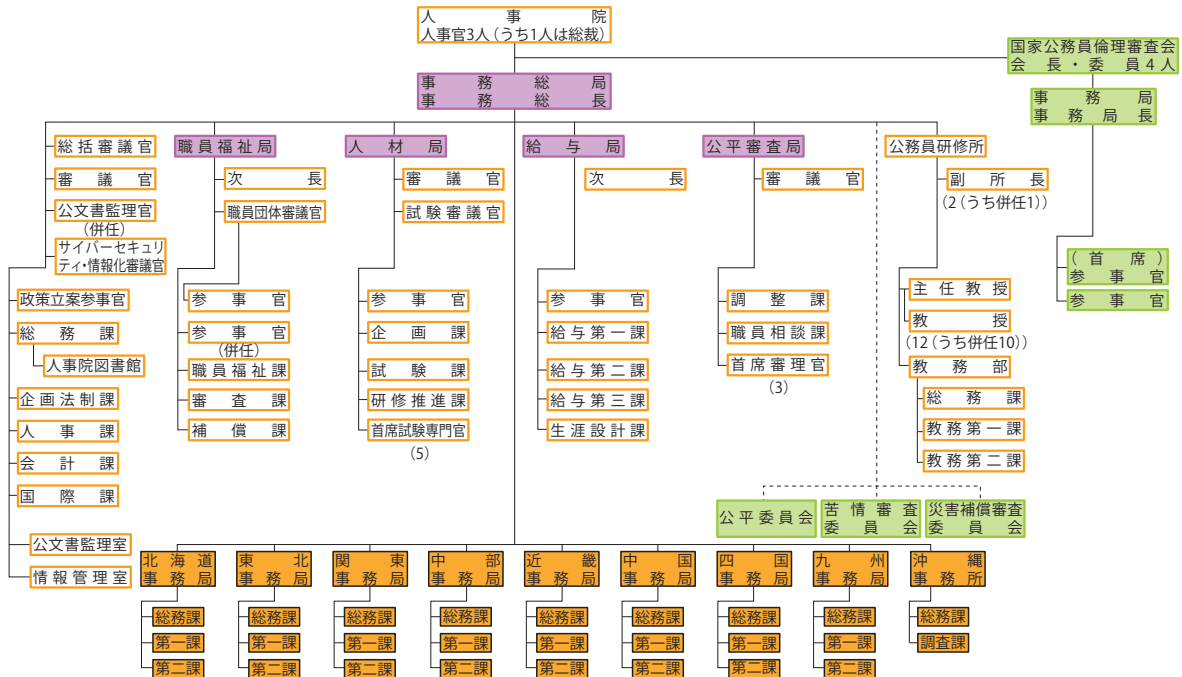 人事院
人事官3人（うち1人は総裁）
国家公務員倫理審査会
会長・委員4人
事務総局
事務総長
事務局
事務局長
総括審議官
審議官
公文書監理官
（併任）
サイバーセキュリ
ティ・情報化審議官
政策立案参事官
総務課
人事院図書館
企画法制課
人事課
会計課
国際課
公文書監理室
情報管理室
職員福祉局
次長
職員団体審議官
参事官
参事官
（併任）
職員福祉課
審査課
補償課
人材局
審議官
試験審議官
参事官
企画課
試験課
研修推進課
首席試験専門官
（5）
給与局
次長
参事官
給与第一課
給与第二課
給与第三課
生涯設計課
公平審査局
審議官
調整課
職員相談課
首席審理官
（3）
公務員研修所
副所長
（2（うち併任1））
主任教授
教授
（12（うち併任10））
教務部
総務課
教務第一課
教務第二課
（首席）
参事官
参事官
公平委員会
苦情審査
委員会
災害補償審査
委員会
北海道
事務局
総務課
第一課
第二課
東北
事務局
総務課
第一課
第二課
関東
事務局
総務課
第一課
第二課
中部
事務局
総務課
第一課
第二課
近畿
事務局
総務課
第一課
第二課
中国
事務局
総務課
第一課
第二課
四国
事務局
総務課
第一課
第二課
九州
事務局
総務課
第一課
第二課
沖縄
事務所
総務課
調査課